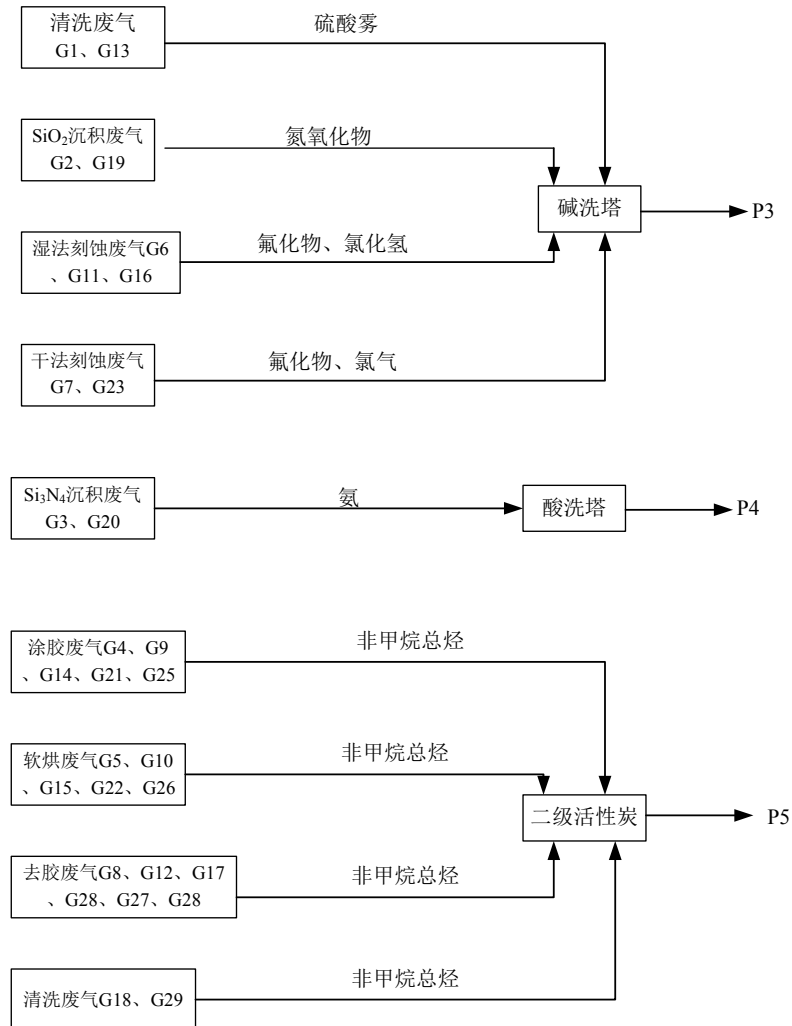 清洗废气
G1、G13
硫酸雾
SiO₂沉积废气
G2、G19
氮氧化物
碱洗塔
P3
湿法刻蚀废气G6
、G11、G16
氟化物、氯化氢
干法刻蚀废气
G7、G23
氟化物、氯气
Si₃N₄沉积废气
G3、G20
氨
酸洗塔
P4
涂胶废气G4、G9
、G14、G21、G25
非甲烷总烃
软烘废气G5、G10
、G15、G22、G26
非甲烷总烃
二级活性炭
P5
去胶废气G8、G12、G17
、G28、G27、G28
非甲烷总烃
清洗废气G18、G29
非甲烷总烃